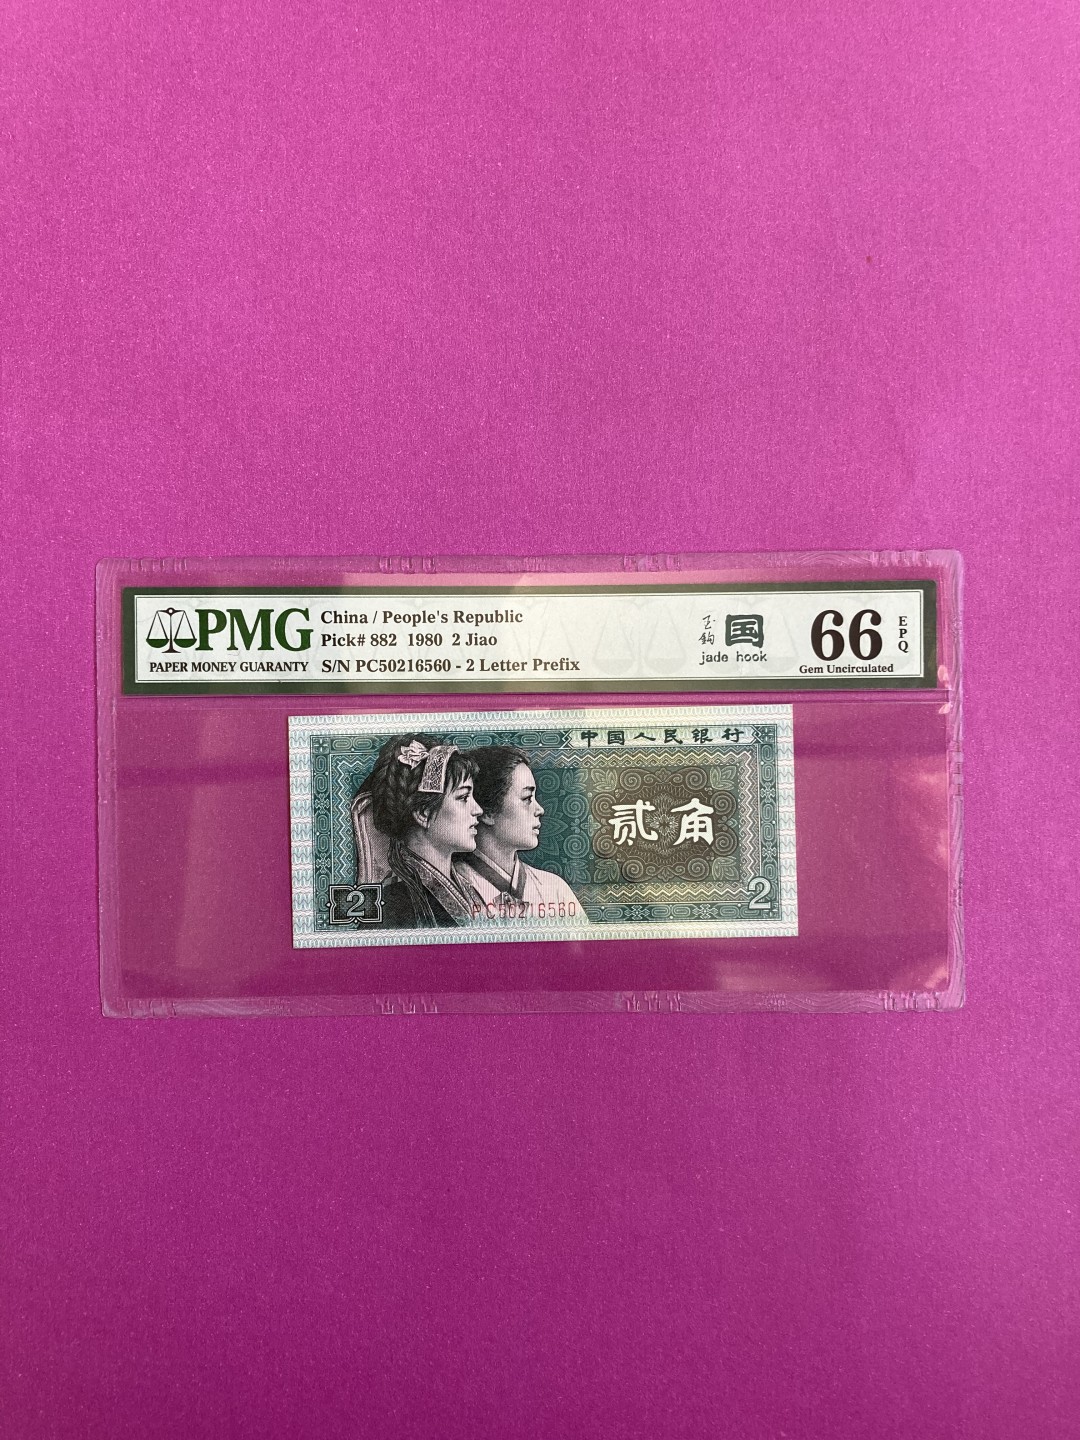 PMG
PAPER MONEY GUARANTY
China / People's Republic
Pick# 882 1980 2 Jiao
S/N PC50216560 - 2 Letter Prefix
玉鈎
国
jade hook
66
EPQ
Gem Uncirculated
中国人民银行
贰角
2
PC50216560
2